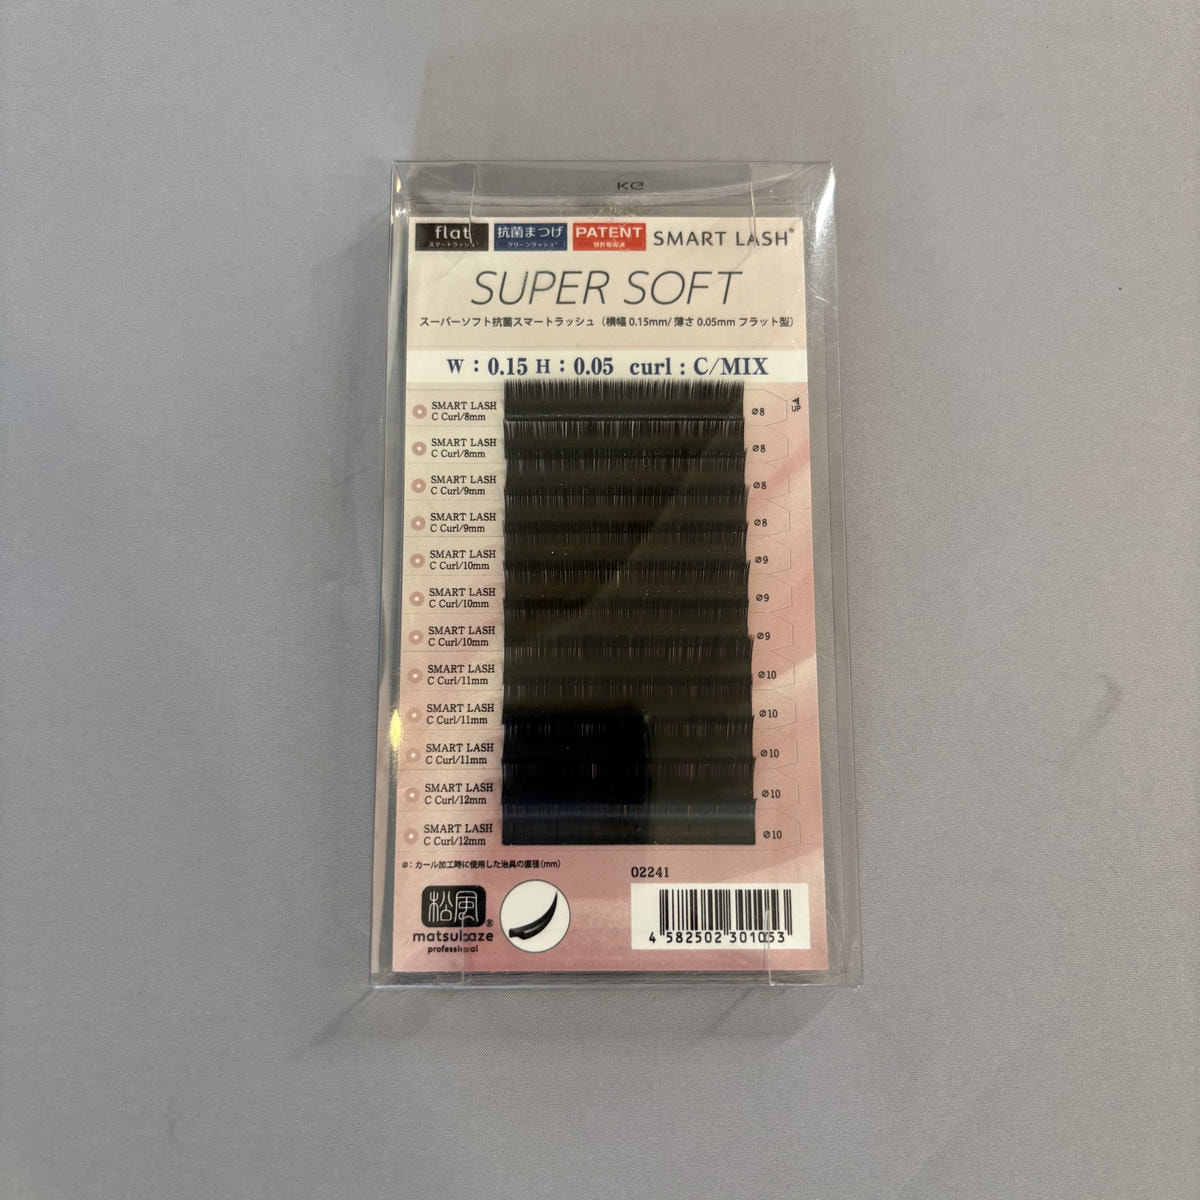 flat
スマートラッシュ®
抗菌まつげ
クリーンラッシュ®
PATENT
特許取得済
SMART LASH®
SUPER SOFT
スーパーソフト抗菌スマートラッシュ（横幅 0.15mm/ 薄さ 0.05mm フラット型）
W：0.15 H：0.05 curl：C/MIX
SMART LASH
C Curl/8mm
⌀8
UP
SMART LASH
C Curl/8mm
⌀8
SMART LASH
C Curl/9mm
⌀8
SMART LASH
C Curl/9mm
⌀8
SMART LASH
C Curl/10mm
⌀9
SMART LASH
C Curl/10mm
⌀9
SMART LASH
C Curl/10mm
⌀9
SMART LASH
C Curl/11mm
⌀10
SMART LASH
C Curl/11mm
⌀10
SMART LASH
C Curl/11mm
⌀10
SMART LASH
C Curl/12mm
⌀10
SMART LASH
C Curl/12mm
⌀10
⌀：カール加工時に使用した治具の直径(mm)
02241
松風®
matsukaze
professional
4 582502 301053